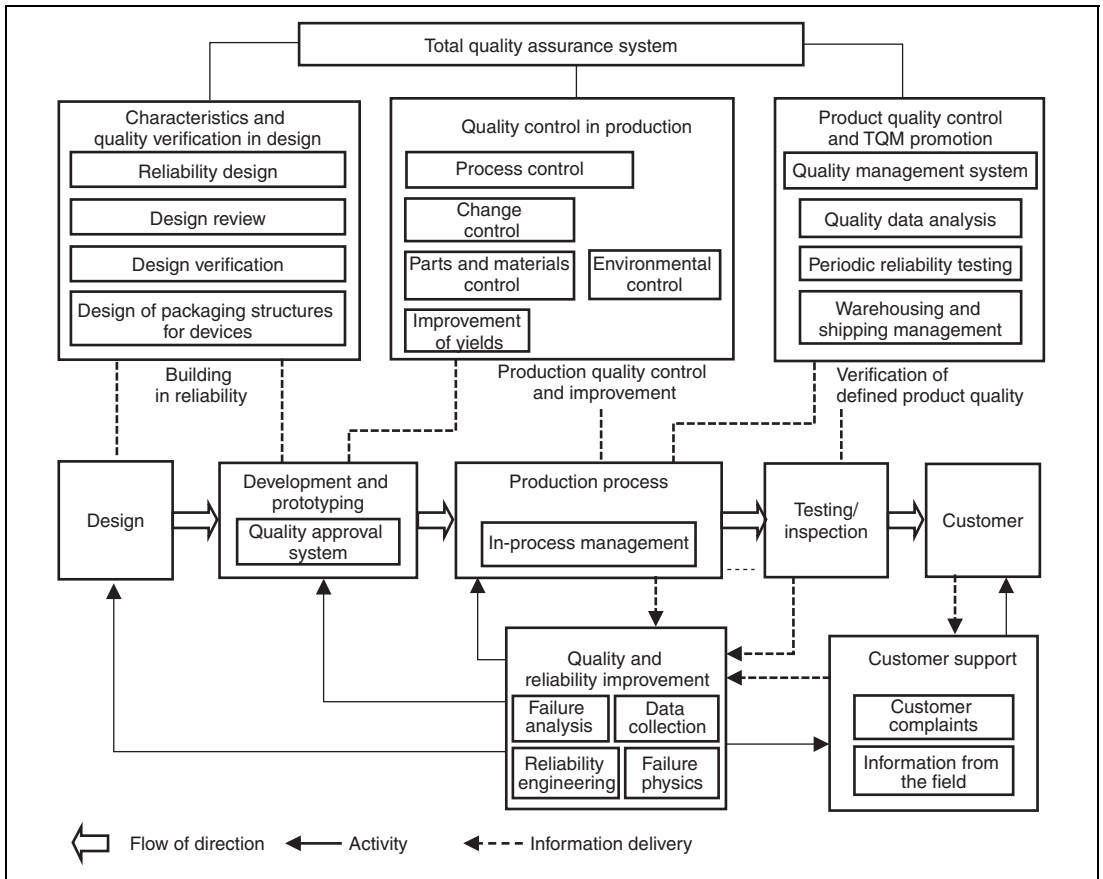 Total quality assurance system
Characteristics and
quality verification in design
Reliability design
Design review
Design verification
Design of packaging structures
for devices
Quality control in production
Process control
Change
control
Parts and materials
control
Environmental
control
Improvement
of yields
Product quality control
and TQM promotion
Quality management system
Quality data analysis
Periodic reliability testing
Warehousing and
shipping management
Building
in reliability
Production quality control
and improvement
Verification of
defined product quality
Design
Development and
prototyping
Quality approval
system
Production process
In-process management
Testing/
inspection
Customer
Quality and
reliability improvement
Failure
analysis
Data
collection
Reliability
engineering
Failure
physics
Customer support
Customer
complaints
Information from
the field
Flow of direction
Activity
Information delivery